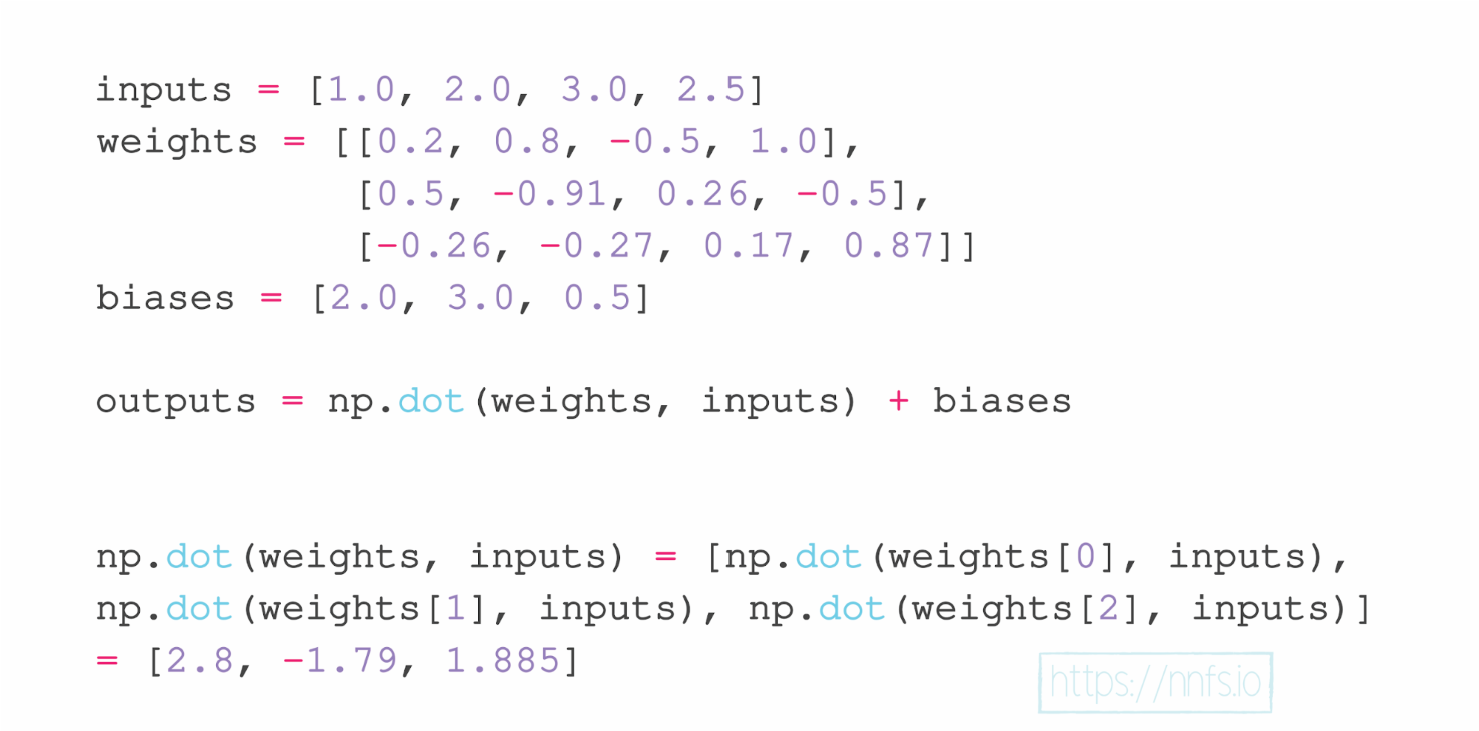 inputs = [1.0, 2.0, 3.0, 2.5]
weights = [[0.2, 0.8, -0.5, 1.0],
           [0.5, -0.91, 0.26, -0.5],
           [-0.26, -0.27, 0.17, 0.87]]
biases = [2.0, 3.0, 0.5]
outputs = np.dot(weights, inputs) + biases
np.dot(weights, inputs) = [np.dot(weights[0], inputs),
np.dot(weights[1], inputs), np.dot(weights[2], inputs)]
= [2.8, -1.79, 1.885]
https://nnfs.io